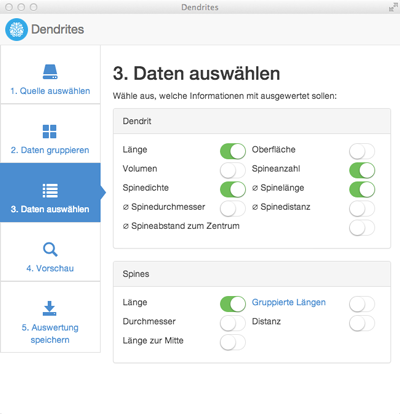 Dendrites
Dendrites
1. Quelle auswählen
2. Daten gruppieren
3. Daten auswählen
4. Vorschau
5. Auswertung
speichern
3. Daten auswählen
Wähle aus, welche Informationen mit ausgewertet sollen:
Dendrit
Länge Oberfläche
Volumen Spineanzahl
Spinedichte ⌀ Spinelänge
⌀ Spinedurchmesser ⌀ Spinedistanz
⌀ Spineabstand zum Zentrum
Spines
Länge Gruppierte Längen
Durchmesser Distanz
Länge zur Mitte